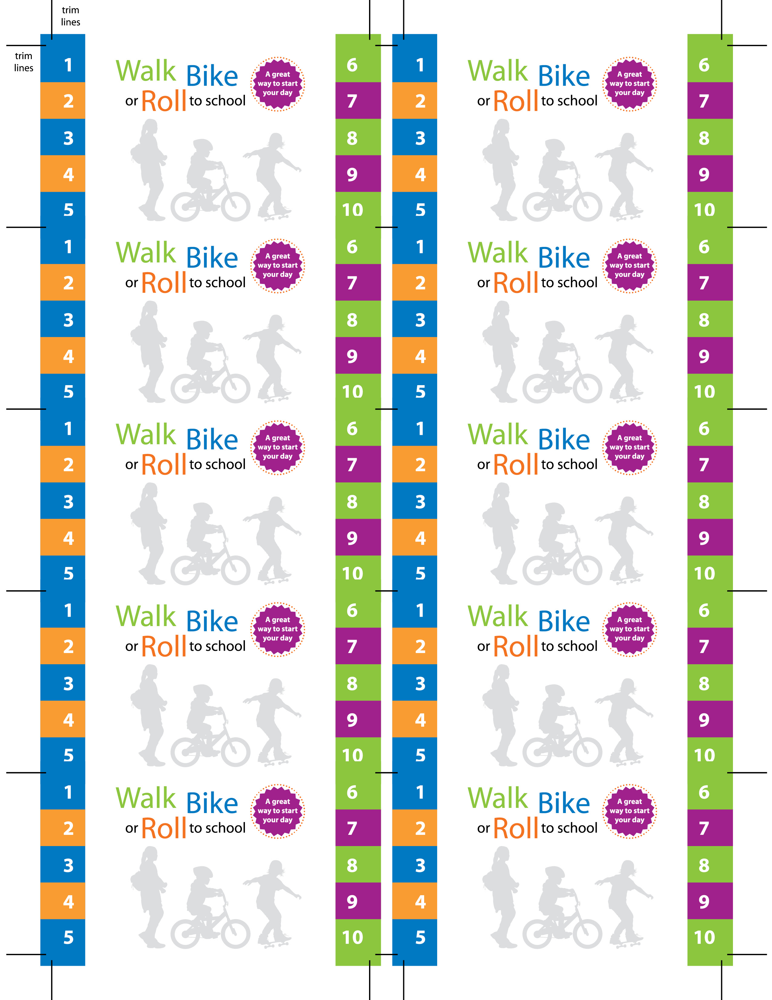 trim
lines
trim
lines
1
2
3
4
5
Walk Bike
or Roll to school
A great
way to start
your day
6
7
8
9
10
1
2
3
4
5
Walk Bike
or Roll to school
A great
way to start
your day
6
7
8
9
10
1
2
3
4
5
Walk Bike
or Roll to school
A great
way to start
your day
6
7
8
9
10
1
2
3
4
5
Walk Bike
or Roll to school
A great
way to start
your day
6
7
8
9
10
1
2
3
4
5
Walk Bike
or Roll to school
A great
way to start
your day
6
7
8
9
10
1
2
3
4
5
Walk Bike
or Roll to school
A great
way to start
your day
6
7
8
9
10
1
2
3
4
5
Walk Bike
or Roll to school
A great
way to start
your day
6
7
8
9
10
1
2
3
4
5
Walk Bike
or Roll to school
A great
way to start
your day
6
7
8
9
10
1
2
3
4
5
Walk Bike
or Roll to school
A great
way to start
your day
6
7
8
9
10
1
2
3
4
5
Walk Bike
or Roll to school
A great
way to start
your day
6
7
8
9
10